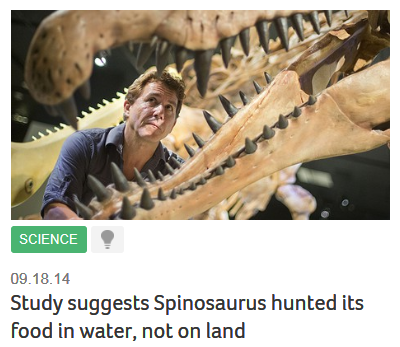 SCIENCE
09.18.14
Study suggests Spinosaurus hunted its
food in water, not on land